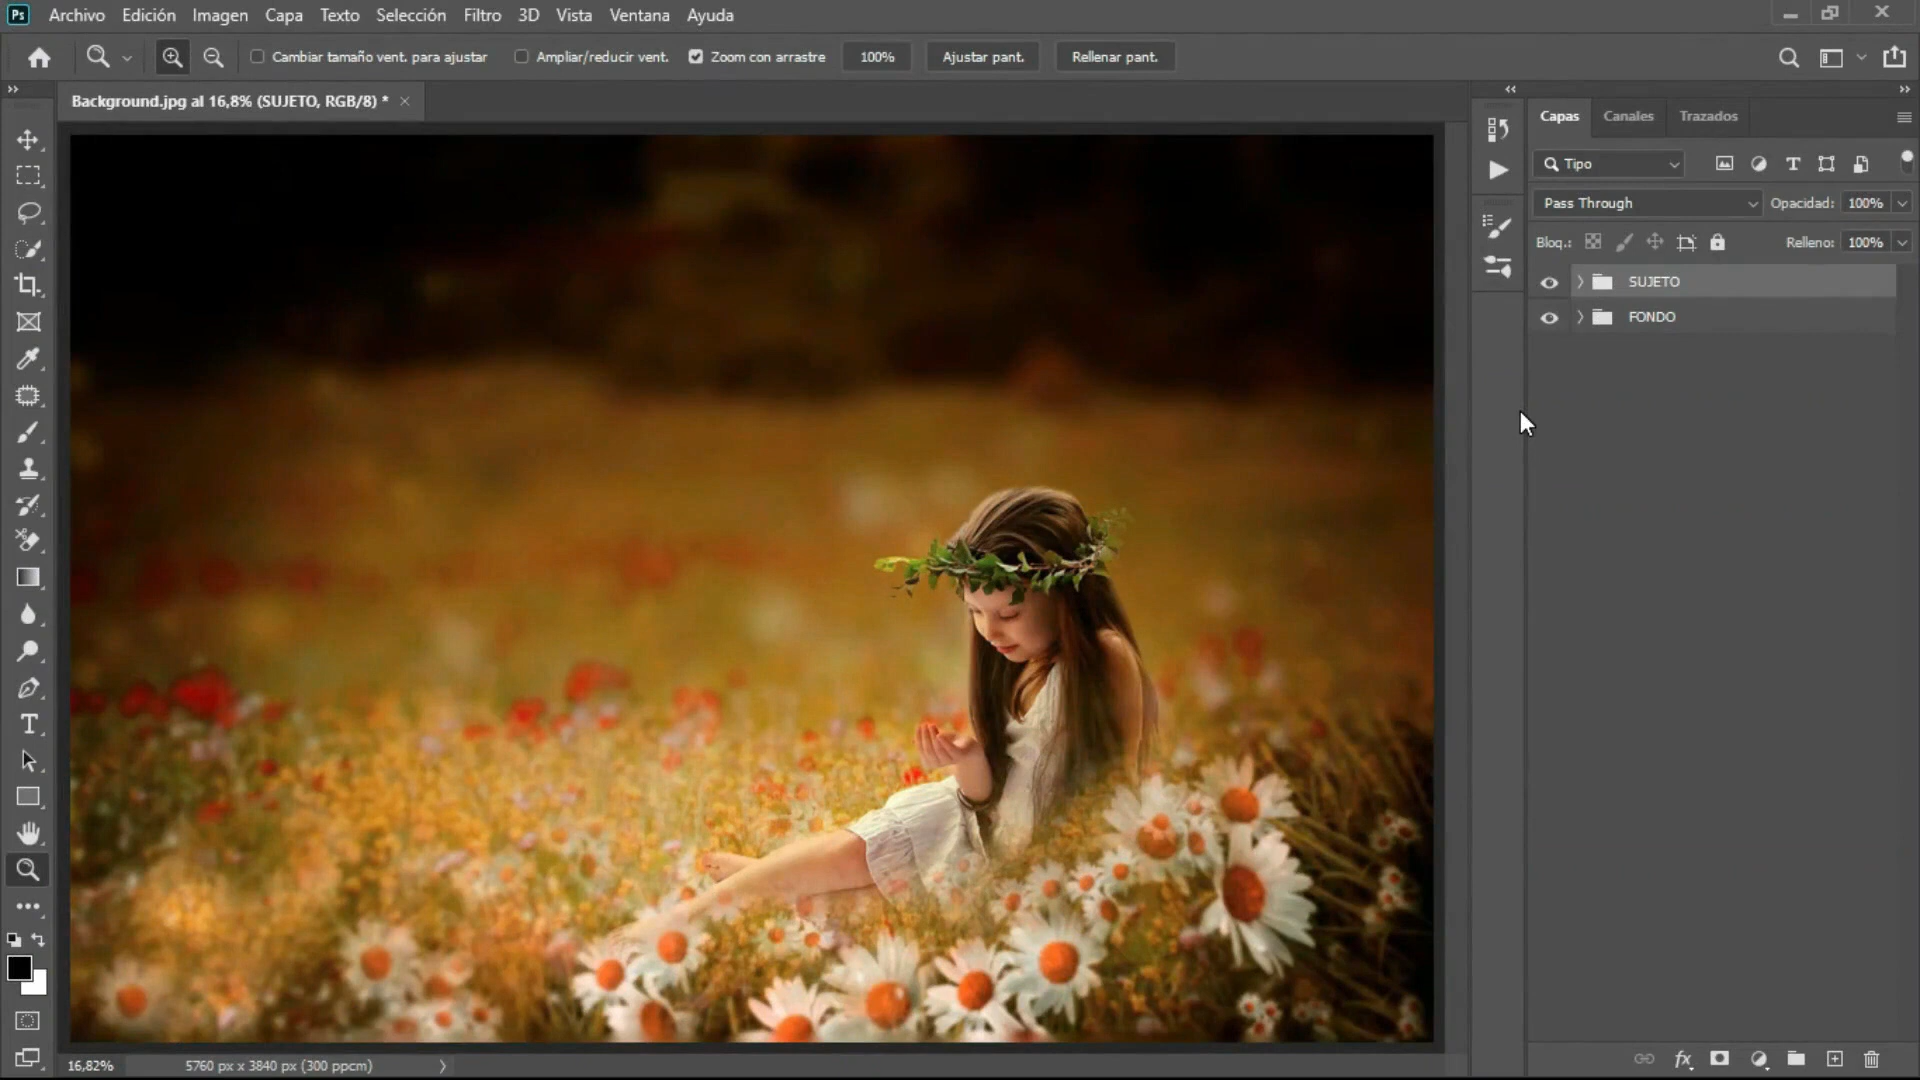 Ps Archivo Edición Imagen Capa Texto Selección Filtro 3D Vista Ventana Ayuda
Cambiar tamaño vent. para ajustar Ampliar/reducir vent. Zoom con arrastre 100% Ajustar pant. Rellenar pant.
Background.jpg al 16,8% (SUJETO, RGB/8) *
Capas Canales Trazados
Tipo
Pass Through Opacidad: 100%
Bloq.: Relleno: 100%
SUJETO
FONDO
16,82% 5760 px x 3840 px (300 ppcm)